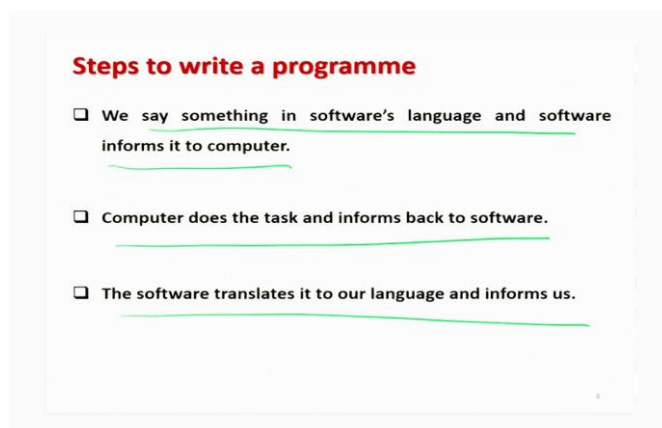 Steps to write a programme
❑ We say something in software's language and software
informs it to computer.
❑ Computer does the task and informs back to software.
❑ The software translates it to our language and informs us.
4